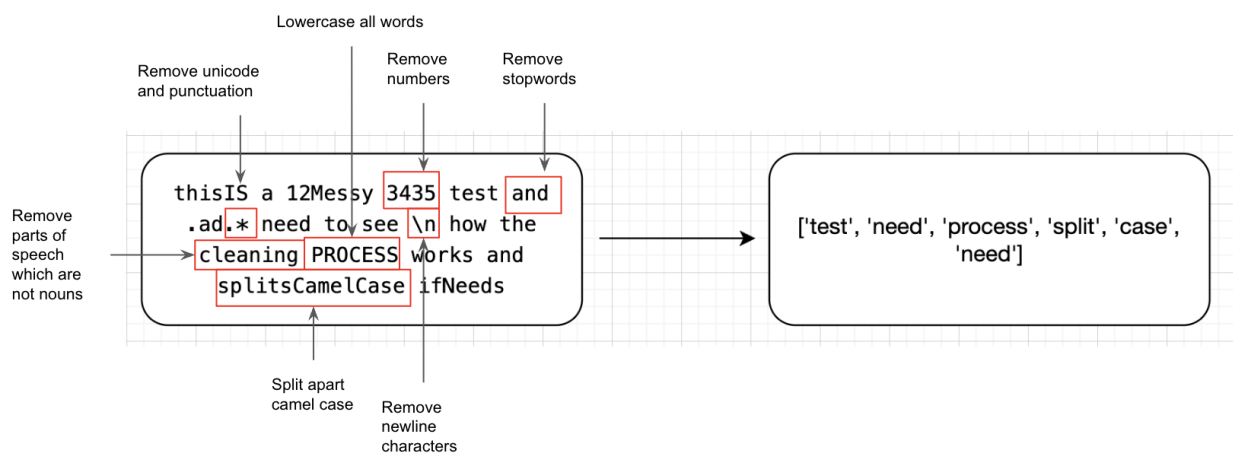 Lowercase all words
Remove unicode
and punctuation
Remove
numbers
Remove
stopwords
thisIS a 12Messy 3435 test and
.ad.* need to see \n how the
cleaning PROCESS works and
splitsCamelCase ifNeeds
Remove
parts of
speech
which are
not nouns
['test', 'need', 'process', 'split', 'case',
'need']
Split apart
camel case
Remove
newline
characters